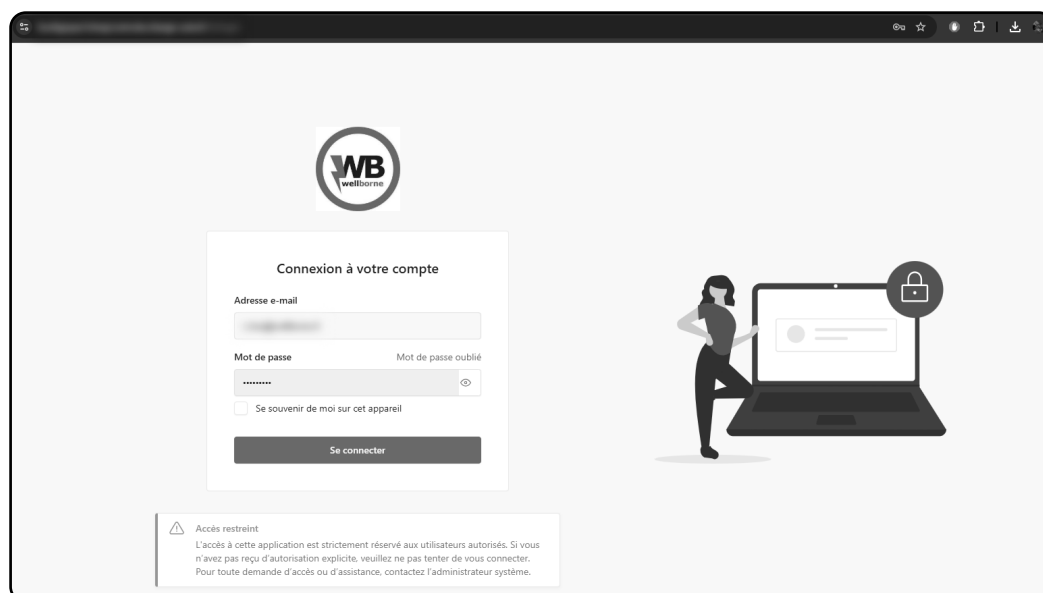 WB
wellborne
Connexion à votre compte
Adresse e-mail
Mot de passe Mot de passe oublié
Se souvenir de moi sur cet appareil
Se connecter
Accès restreint
L'accès à cette application est strictement réservé aux utilisateurs autorisés. Si vous
n'avez pas reçu d'autorisation explicite, veuillez ne pas tenter de vous connecter.
Pour toute demande d'accès ou d'assistance, contactez l'administrateur système.